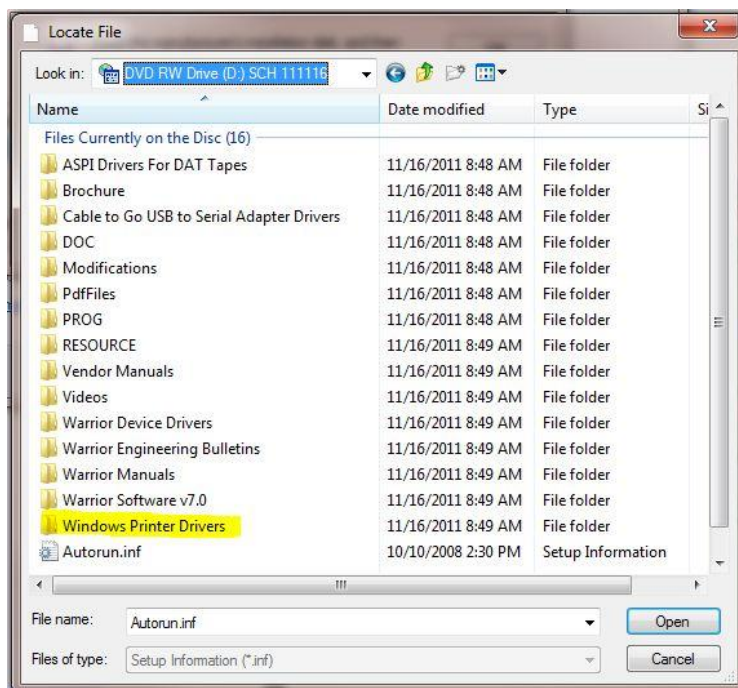 Locate File
Look in: DVD RW Drive (D:) SCH 111116
Name Date modified Type Si
Files Currently on the Disc (16)
ASPI Drivers For DAT Tapes 11/16/2011 8:48 AM File folder
Brochure 11/16/2011 8:48 AM File folder
Cable to Go USB to Serial Adapter Drivers 11/16/2011 8:48 AM File folder
DOC 11/16/2011 8:48 AM File folder
Modifications 11/16/2011 8:48 AM File folder
PdfFiles 11/16/2011 8:48 AM File folder
PROG 11/16/2011 8:48 AM File folder
RESOURCE 11/16/2011 8:49 AM File folder
Vendor Manuals 11/16/2011 8:49 AM File folder
Videos 11/16/2011 8:49 AM File folder
Warrior Device Drivers 11/16/2011 8:49 AM File folder
Warrior Engineering Bulletins 11/16/2011 8:49 AM File folder
Warrior Manuals 11/16/2011 8:49 AM File folder
Warrior Software v7.0 11/16/2011 8:49 AM File folder
Windows Printer Drivers 11/16/2011 8:49 AM File folder
Autorun.inf 10/10/2008 2:30 PM Setup Information
File name: Autorun.inf Open
Files of type: Setup Information (*.inf) Cancel